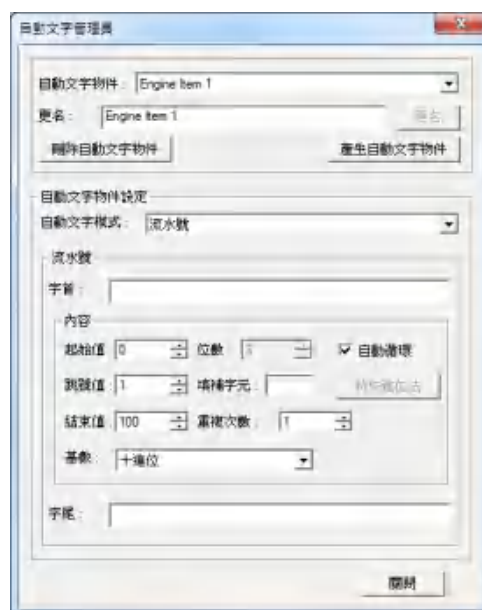 自動文字管理員
自動文字物件： Engine Item 1
更名： Engine Item 1 更名
刪除自動文字物件 產生自動文字物件
自動文字物件設定
自動文字模式： 流水號
流水號
字首：
內容
起始值 0 位數： 3 自動循環
跳號值 1 填補字元：
結束值 100 重複次數： 1
基數： 十進位
字尾：
關閉